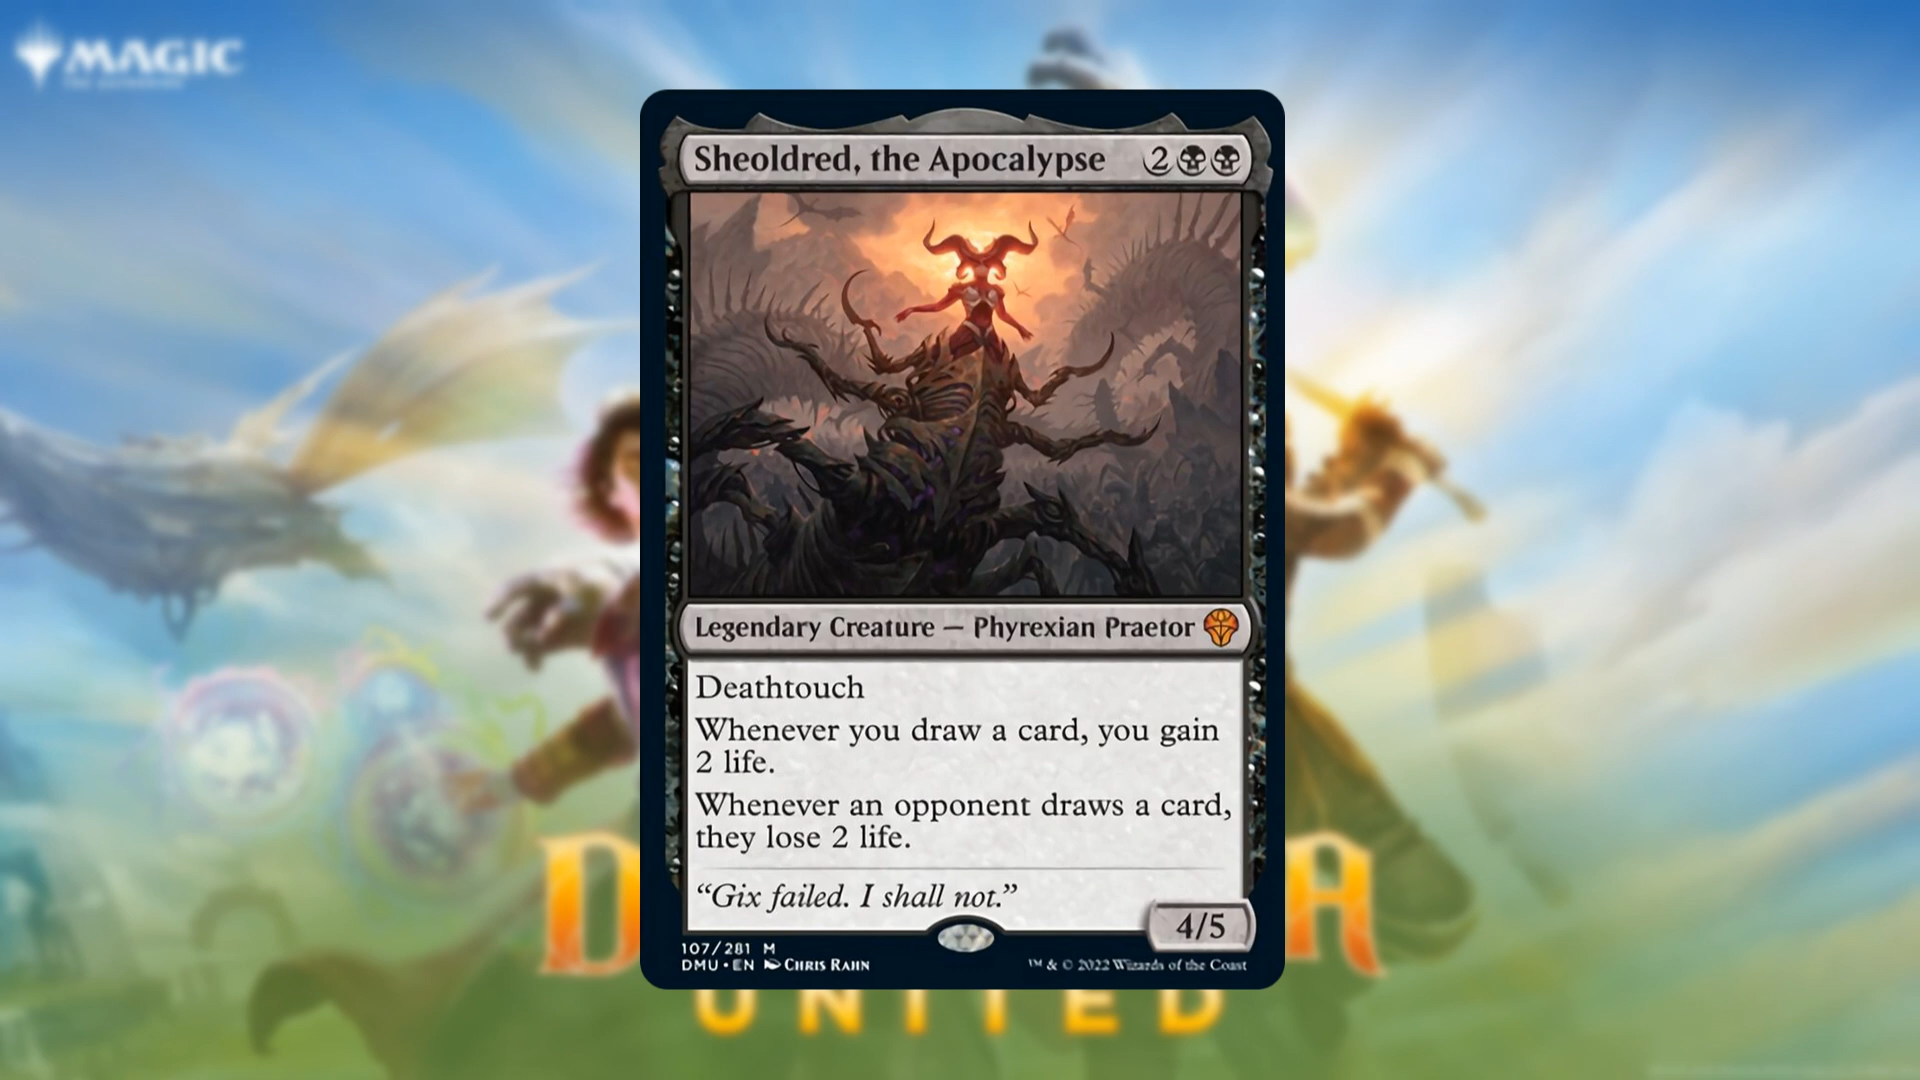 MAGIC
Sheoldred, the Apocalypse 2
Legendary Creature — Phyrexian Praetor
Deathtouch
Whenever you draw a card, you gain
2 life.
Whenever an opponent draws a card,
they lose 2 life.
“Gix failed. I shall not.”
4/5
107/281 M
DMU • EN Chris Rahn
™ & © 2022 Wizards of the Coast
D A
UNITED